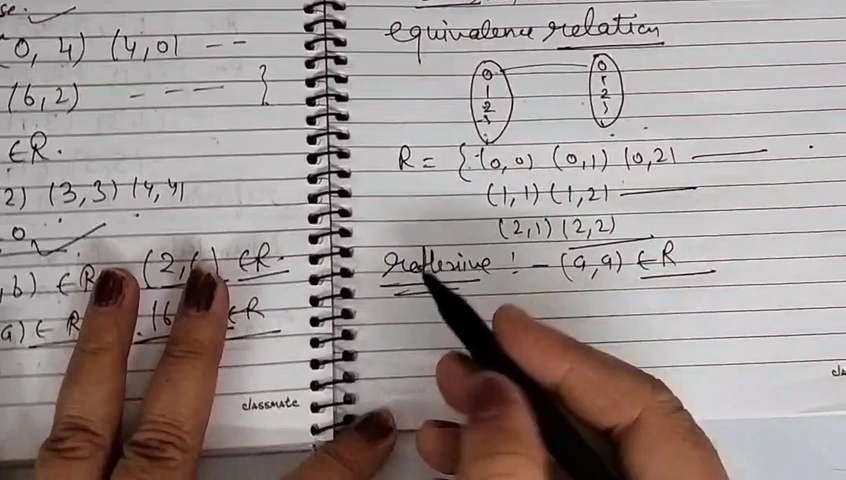 se.
(0, 4) (4,0) - -
(6,2) - - - - }
∈R.
2) (3,3) (4,4)
0
,b) ∈ R (2,6) ∈R.
a) ∈ R ∈R
classmate
equivalence relation
0 0
1 1
2 2
3 3
R = { (0,0) (0,1) (0,2)
(1,1) (1,2)
(2,1) (2,2)
reflexive ! - (a,a) ∈ R